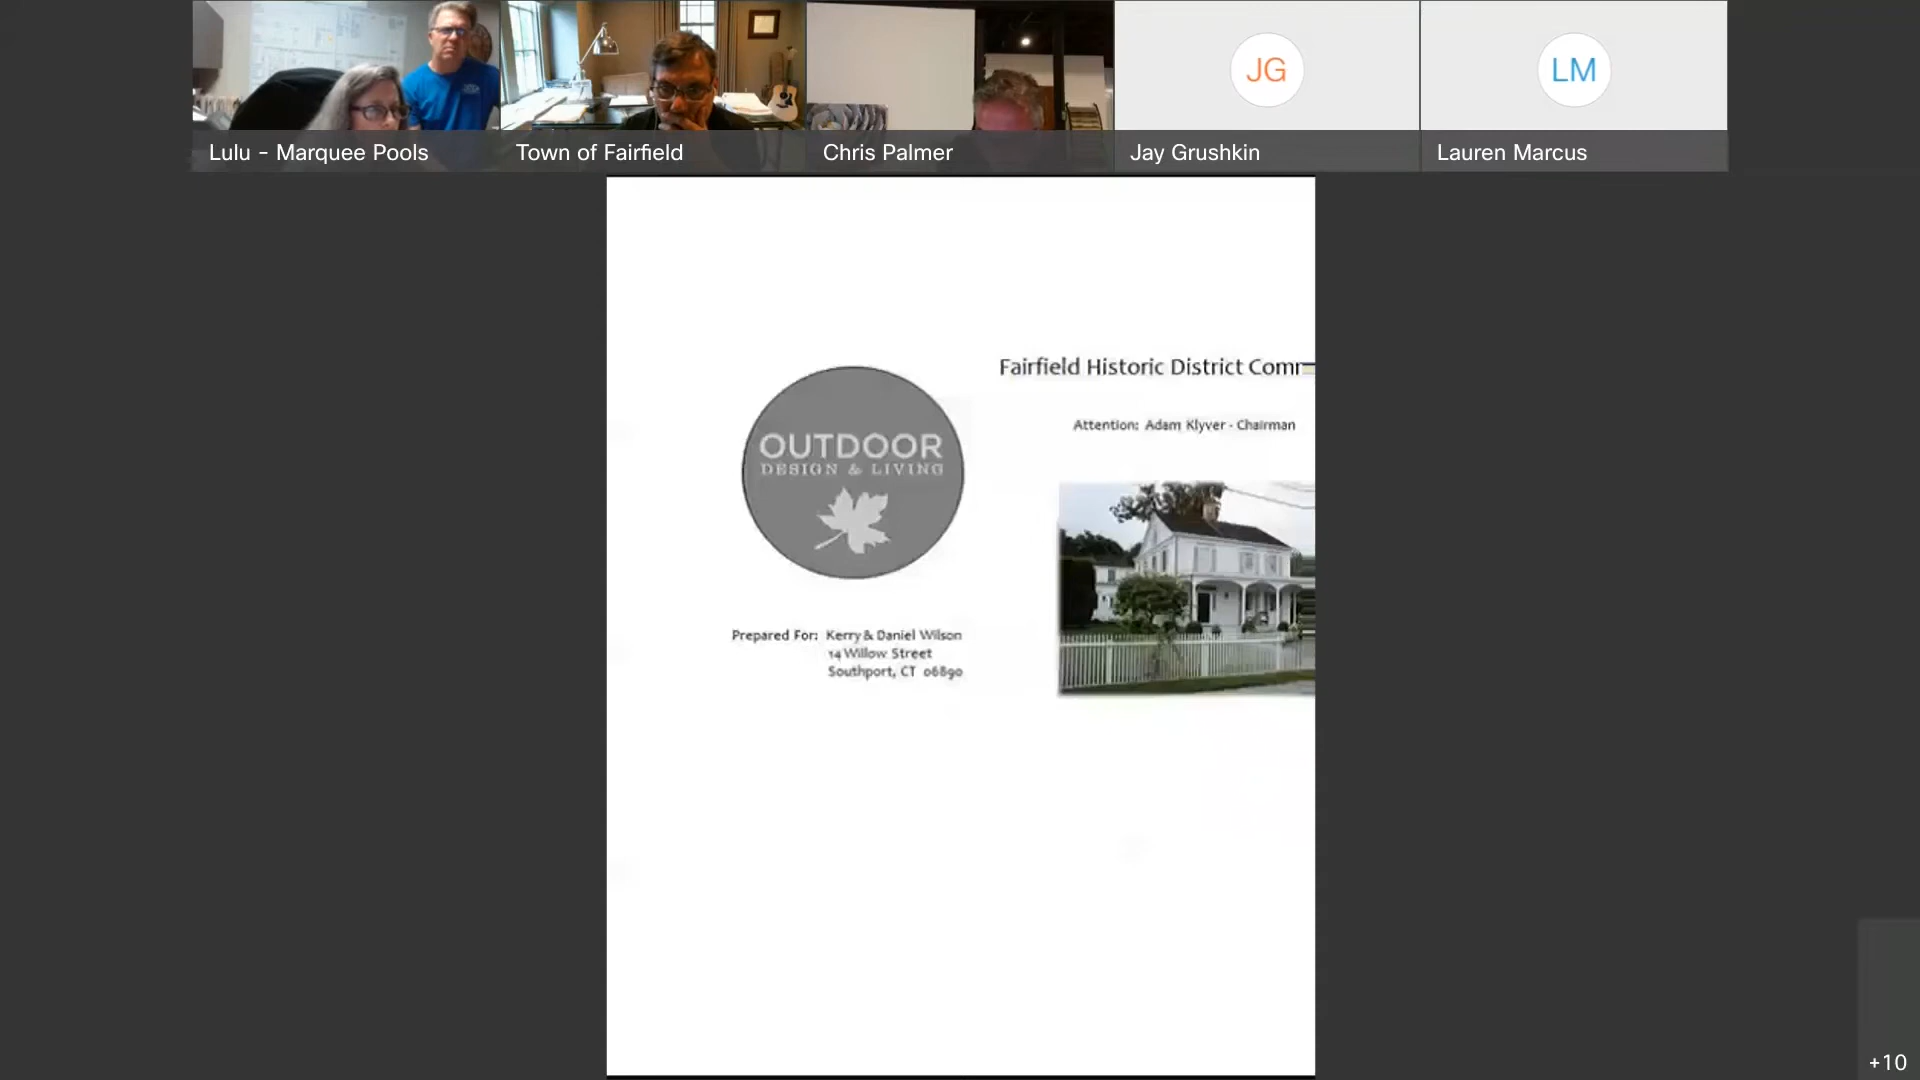 Lulu - Marquee Pools
Town of Fairfield
Chris Palmer
JG
Jay Grushkin
LM
Lauren Marcus
Fairfield Historic District Comm
Attention: Adam Klyver - Chairman
OUTDOOR
DESIGN & LIVING
Prepared For: Kerry & Daniel Wilson
14 Willow Street
Southport, CT 06890
+10